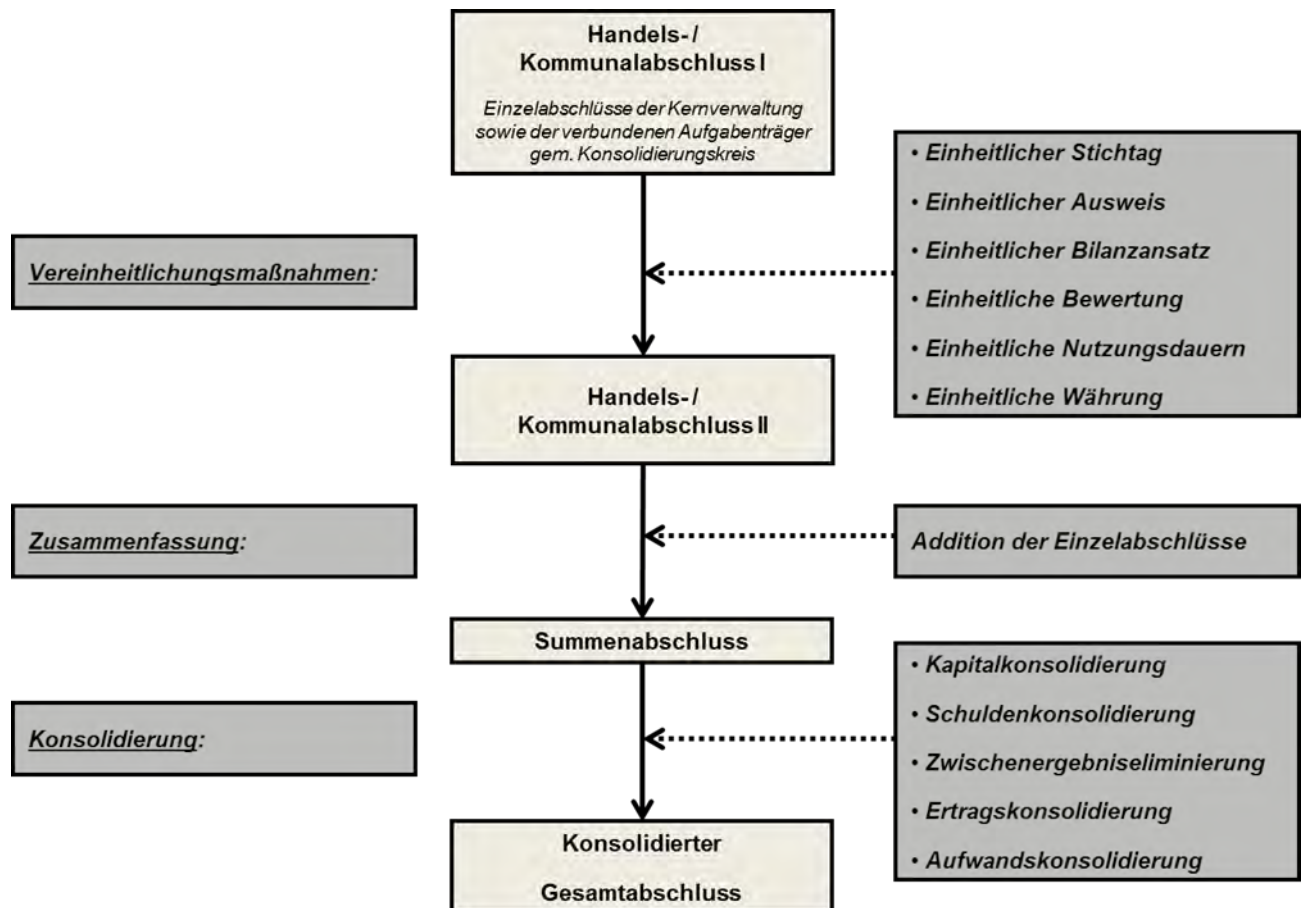 Handels- /
Kommunalabschluss I
Einzelabschlüsse der Kernverwaltung
sowie der verbundenen Aufgabenträger
gem. Konsolidierungskreis
Vereinheitlichungsmaßnahmen:
• Einheitlicher Stichtag
• Einheitlicher Ausweis
• Einheitlicher Bilanzansatz
• Einheitliche Bewertung
• Einheitliche Nutzungsdauern
• Einheitliche Währung
Handels- /
Kommunalabschluss II
Zusammenfassung:
Addition der Einzelabschlüsse
Summenabschluss
Konsolidierung:
• Kapitalkonsolidierung
• Schuldenkonsolidierung
• Zwischenergebniseliminierung
• Ertragskonsolidierung
• Aufwandskonsolidierung
Konsolidierter
Gesamtabschluss